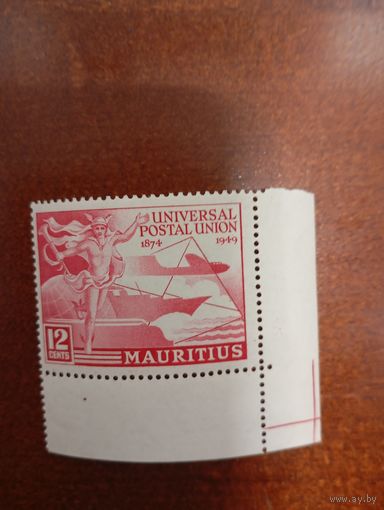 UNIVERSAL
POSTAL UNION
1874 1949
12
CENTS
MAURITIUS
www.ay.by